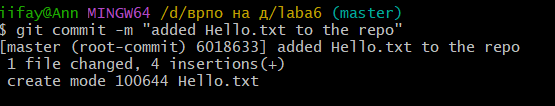 iifay@Ann MINGW64 /d/врпо на д/laba6 (master)
$ git commit -m "added Hello.txt to the repo"
[master (root-commit) 6018633] added Hello.txt to the repo
 1 file changed, 4 insertions(+)
 create mode 100644 Hello.txt